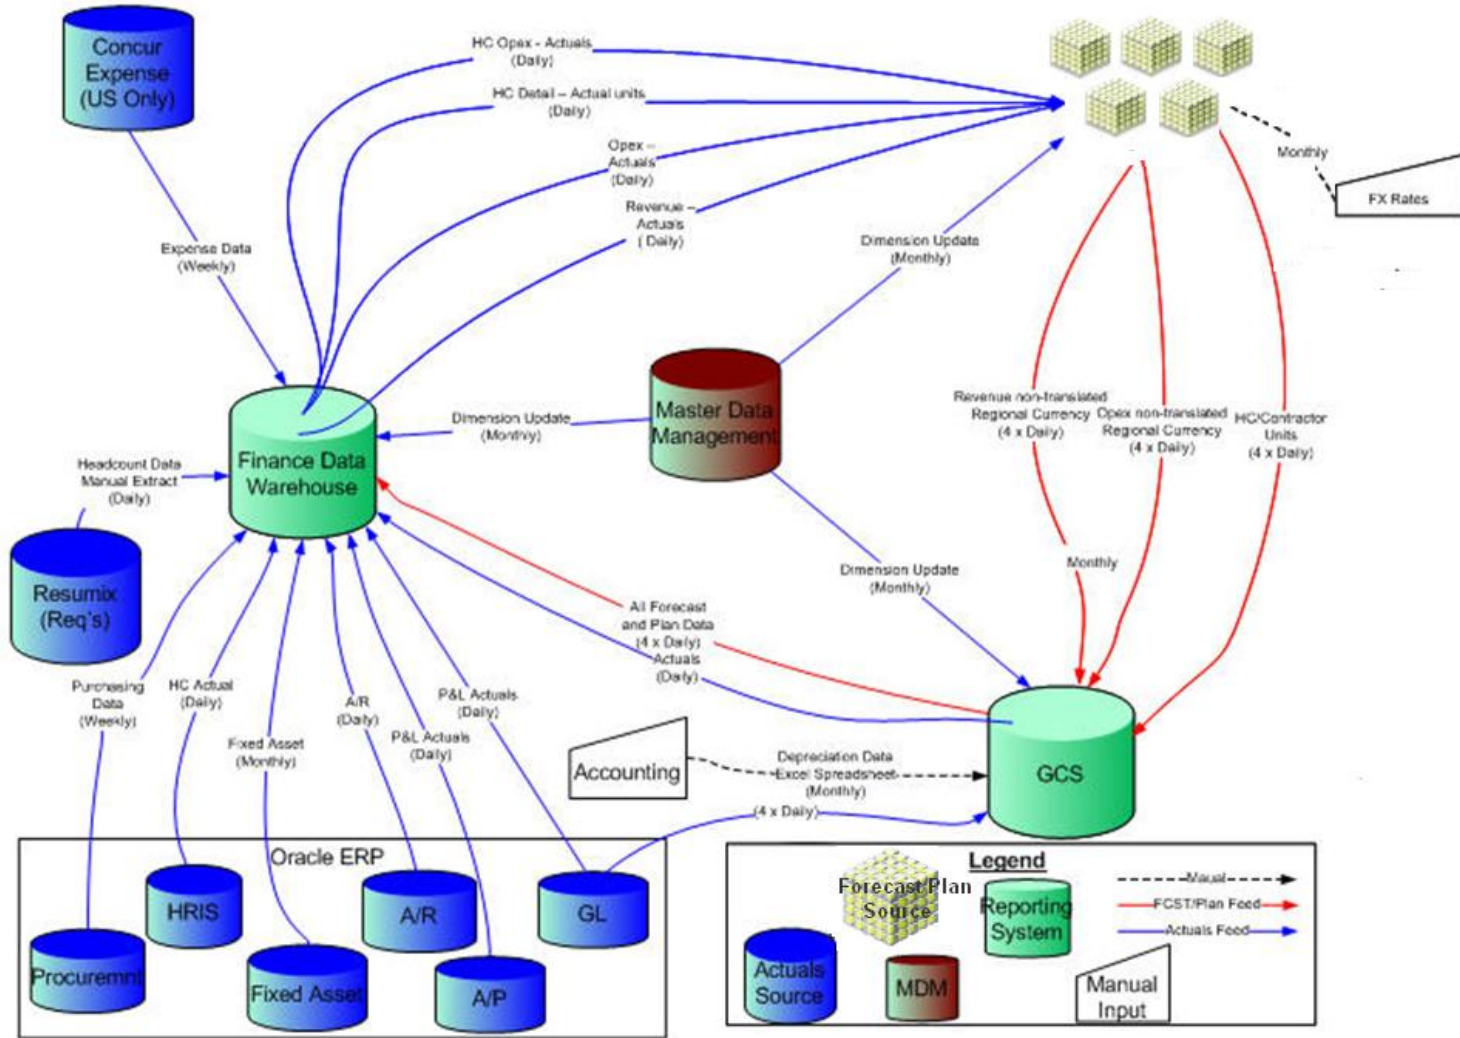 Concur
Expense
(US Only)
HC Opex - Actuals
(Daily)
HC Detail – Actual units
(Daily)
Opex –
Actuals
(Daily)
Revenue –
Actuals
( Daily)
Monthly
FX Rates
Expense Data
(Weekly)
Dimension Update
(Monthly)
Master Data
Management
Dimension Update
(Monthly)
Revenue non-translated
Regional Currency
(4 x Daily)
Opex non-translated
Regional Currency
(4 x Daily)
HC/Contractor
Units
(4 x Daily)
Finance Data
Warehouse
Headcount Data
Manual Extract
(Daily)
Resumix
(Req's)
Monthly
Dimension Update
(Monthly)
All Forecast
and Plan Data
(4 x Daily)
Actuals
(Daily)
Purchasing
Data
(Weekly)
HC Actual
(Daily)
Fixed Asset
(Monthly)
A/R
(Daily)
P&L Actuals
(Daily)
P&L Actuals
(Daily)
Accounting
Depreciation Data
Excel Spreadsheet
(Monthly)
(4 x Daily)
GCS
Oracle ERP
Procuremnt
HRIS
Fixed Asset
A/R
A/P
GL
Legend
Forecast Plan
Source
Reporting
System
Maual
FCST/Plan Feed
Actuals Feed
Actuals
Source
MDM
Manual
Input